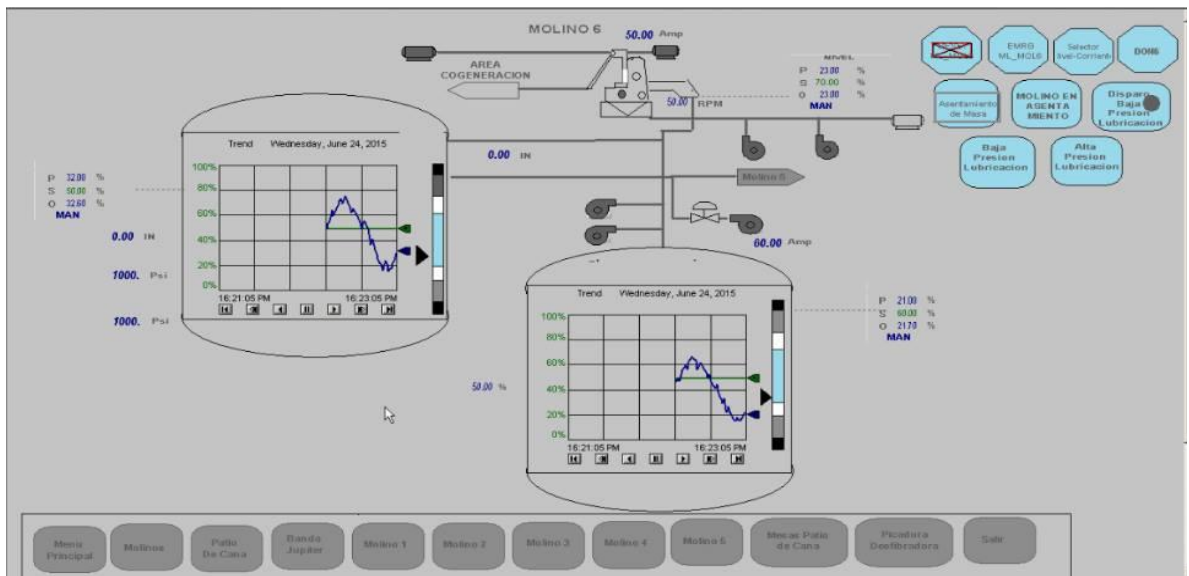 MOLINO 6
50.00 Amp
AREA
COGENERACION
50.00 RPM
NIVEL
P 23.00 %
S 70.00 %
O 23.00 %
MAN
EMRG
ML_MOL6
Selector
ivel-Corrient
DON6
Asentamiento
de Maza
MOLINO EN
ASENTA
MIENTO
Disparo
Baja
Presion
Lubricacion
Baja
Presion
Lubricacion
Alta
Presion
Lubricacion
Trend Wednesday, June 24, 2015
100%
80%
60%
40%
20%
0%
16:21:05 PM 16:23:05 PM
P 32.00 %
S 50.00 %
O 32.60 %
MAN
0.00 IN
1000. Psi
1000. Psi
0.00 IN
Molino 6
60.00 Amp
Trend Wednesday, June 24, 2015
100%
80%
60%
40%
20%
0%
16:21:05 PM 16:23:05 PM
50.00 %
P 21.00 %
S 60.00 %
O 21.70 %
MAN
Menu
Principal
Molinos
Patio
De Cana
Banda
Jupiter
Molino 1
Molino 2
Molino 3
Molino 4
Molino 5
Mesas Patio
de Cana
Picadora
Desfibradora
Salir